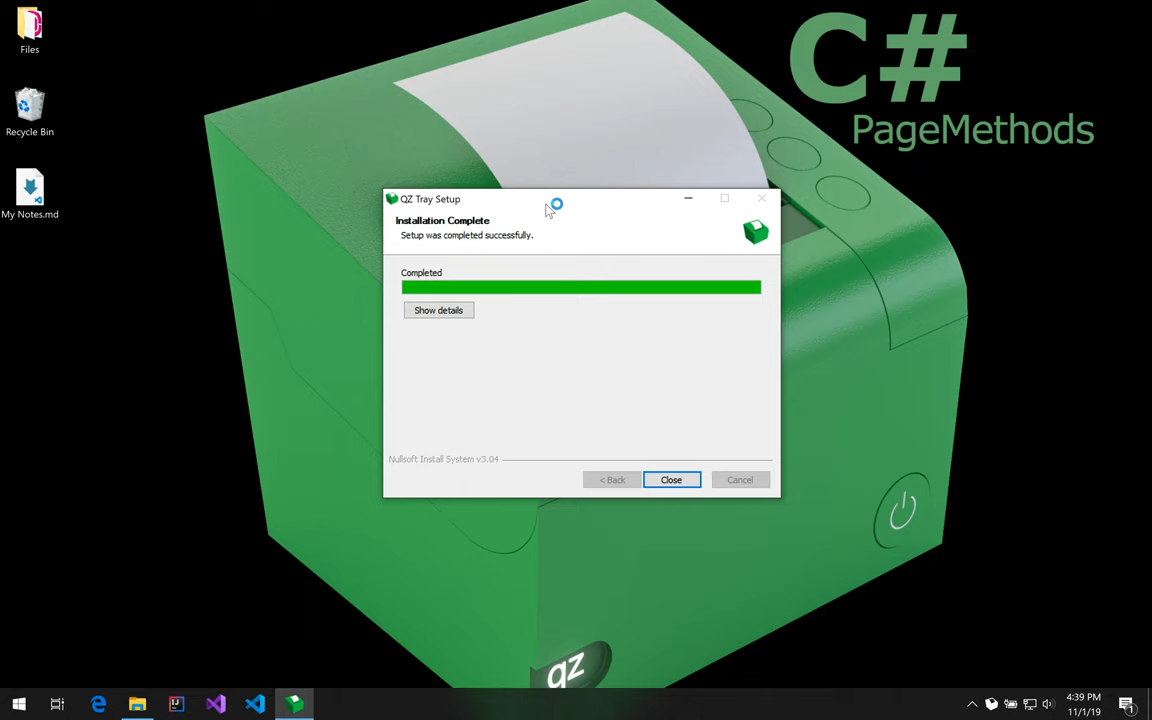 Files
Recycle Bin
My Notes.md
C#
PageMethods
QZ Tray Setup
Installation Complete
Setup was completed successfully.
Completed
Show details
Nullsoft Install System v3.04
< Back
Close
Cancel
qz
4:39 PM
11/1/19
1